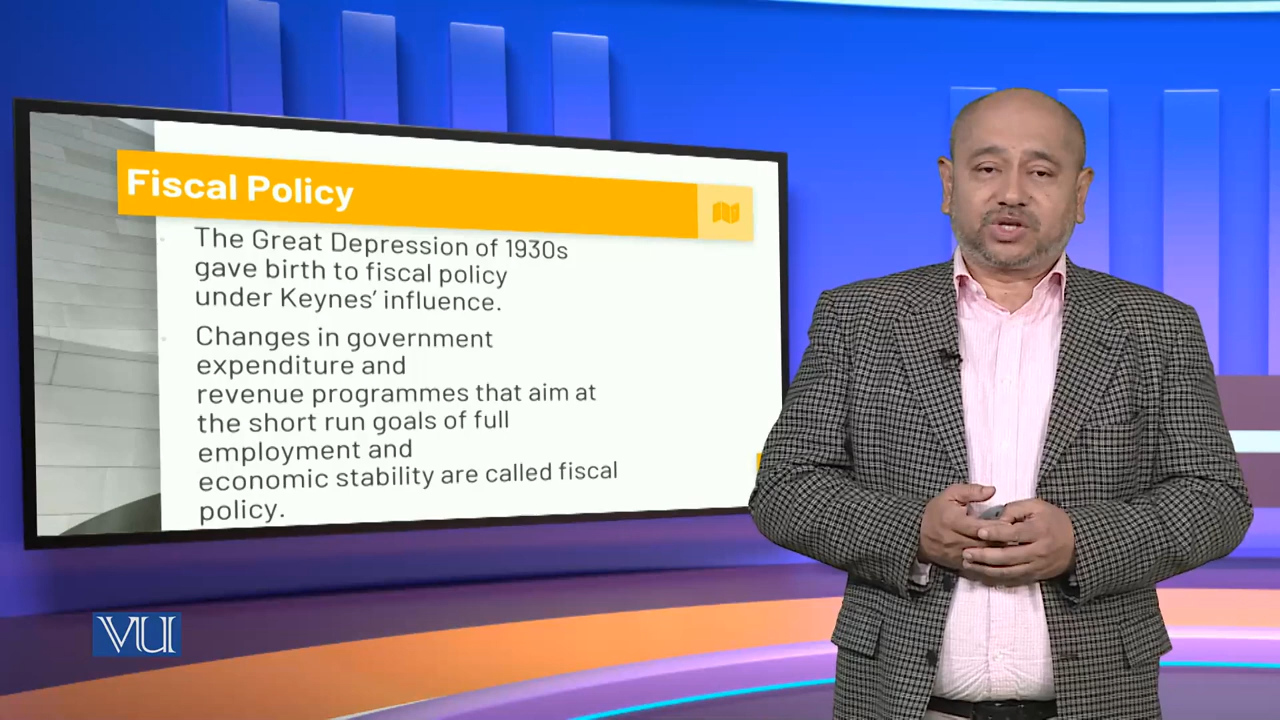 Fiscal Policy
The Great Depression of 1930s
gave birth to fiscal policy
under Keynes’ influence.
Changes in government
expenditure and
revenue programmes that aim at
the short run goals of full
employment and
economic stability are called fiscal
policy.
VU